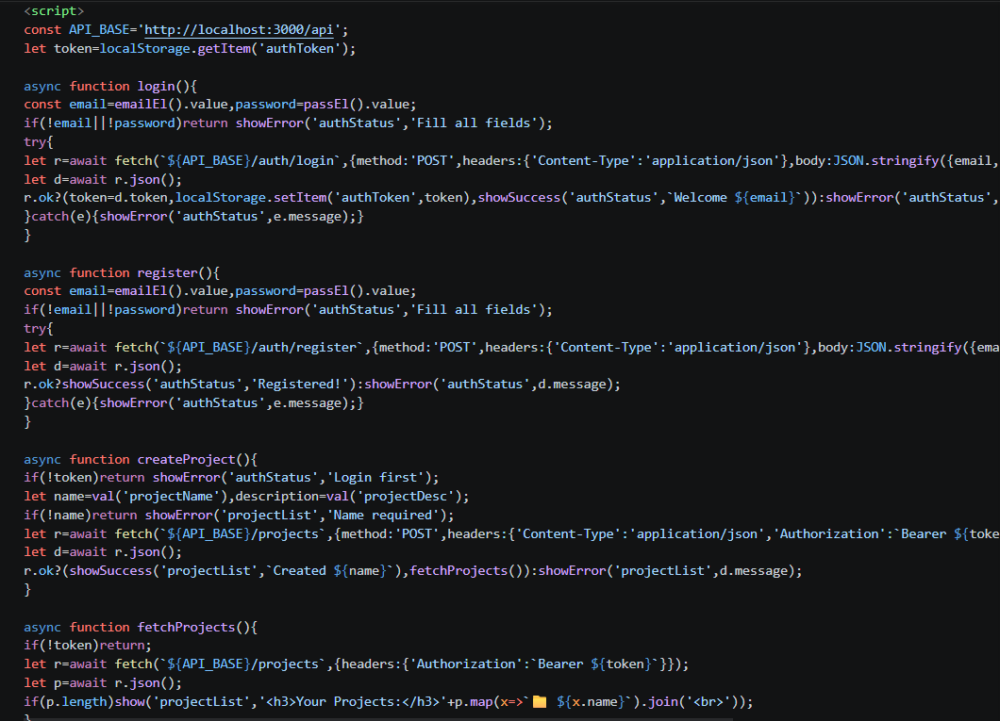 <script>
const API_BASE='http://localhost:3000/api';
let token=localStorage.getItem('authToken');
async function login(){
const email=emailEl().value,password=passEl().value;
if(!email||!password)return showError('authStatus','Fill all fields');
try{
let r=await fetch(`${API_BASE}/auth/login`,{method:'POST',headers:{'Content-Type':'application/json'},body:JSON.stringify({email,
let d=await r.json();
r.ok?(token=d.token,localStorage.setItem('authToken',token),showSuccess('authStatus',`Welcome ${email}`)):showError('authStatus',
}catch(e){showError('authStatus',e.message);}
}
async function register(){
const email=emailEl().value,password=passEl().value;
if(!email||!password)return showError('authStatus','Fill all fields');
try{
let r=await fetch(`${API_BASE}/auth/register`,{method:'POST',headers:{'Content-Type':'application/json'},body:JSON.stringify({ema
let d=await r.json();
r.ok?showSuccess('authStatus','Registered!'):showError('authStatus',d.message);
}catch(e){showError('authStatus',e.message);}
}
async function createProject(){
if(!token)return showError('authStatus','Login first');
let name=val('projectName'),description=val('projectDesc');
if(!name)return showError('projectList','Name required');
let r=await fetch(`${API_BASE}/projects`,{method:'POST',headers:{'Content-Type':'application/json','Authorization':`Bearer ${toke
let d=await r.json();
r.ok?(showSuccess('projectList',`Created ${name}`),fetchProjects()):showError('projectList',d.message);
}
async function fetchProjects(){
if(!token)return;
let r=await fetch(`${API_BASE}/projects`,{headers:{'Authorization':`Bearer ${token}`}});
let p=await r.json();
if(p.length)show('projectList','<h3>Your Projects:</h3>'+p.map(x=>`📁 ${x.name}`).join('<br>'));
}